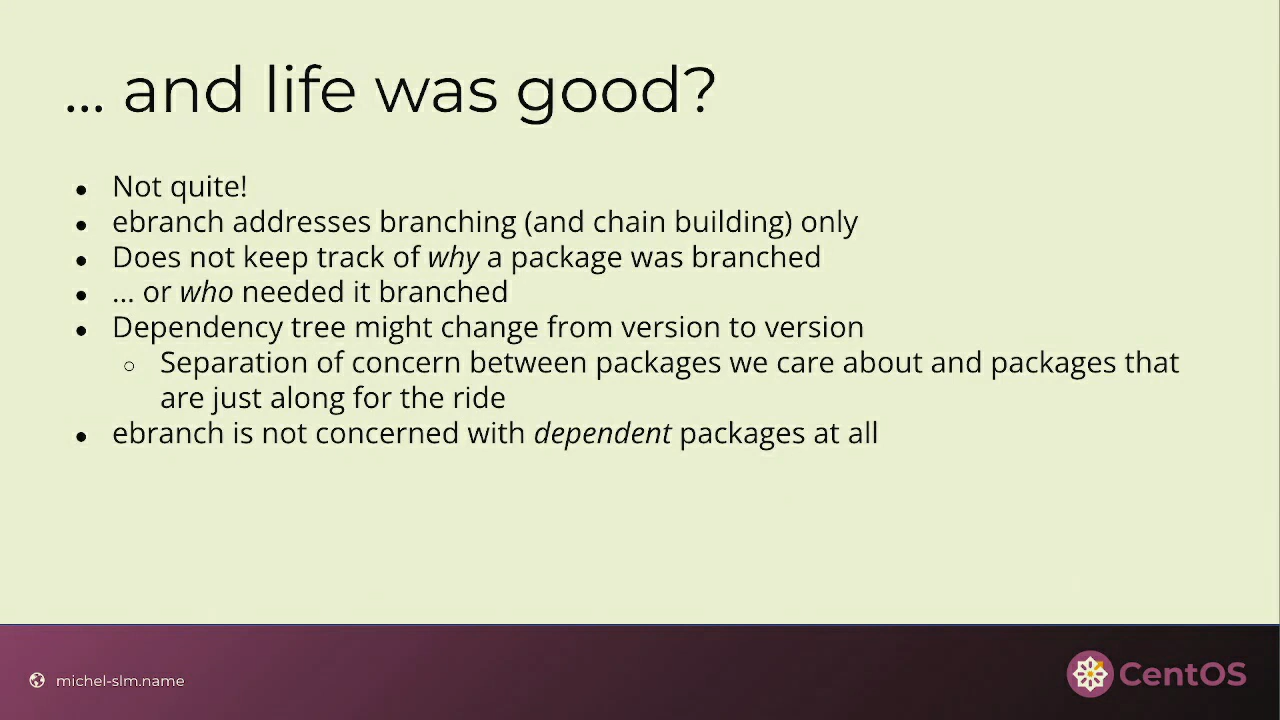 ... and life was good?
● Not quite!
● ebranch addresses branching (and chain building) only
● Does not keep track of why a package was branched
● ... or who needed it branched
● Dependency tree might change from version to version
○ Separation of concern between packages we care about and packages that
are just along for the ride
● ebranch is not concerned with dependent packages at all
michel-slm.name
CentOS